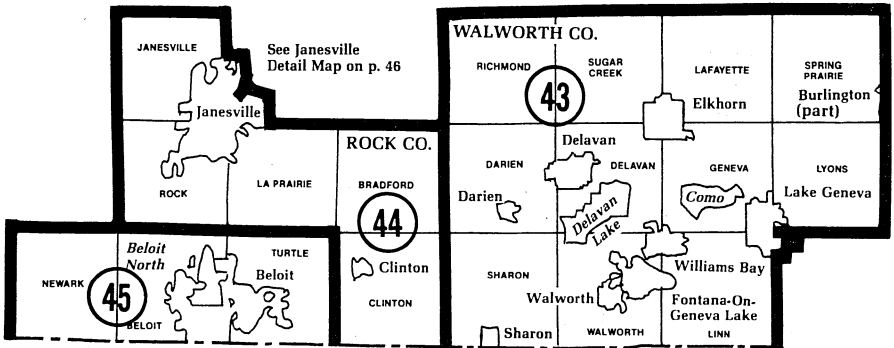 JANESVILLE
See Janesville
Detail Map on p. 46
Janesville
ROCK CO.
ROCK
LA PRAIRIE
BRADFORD
44
Clinton
CLINTON
NEWARK
45
BELOIT
Beloit
North
TURTLE
Beloit
WALWORTH CO.
RICHMOND
43
SUGAR
CREEK
LAFAYETTE
SPRING
PRAIRIE
Burlington
(part)
Elkhorn
Delavan
DARIEN
DELAVAN
GENEVA
LYONS
Darien
Delavan
Lake
Como
Lake Geneva
SHARON
Williams Bay
Walworth
Fontana-On-
Geneva Lake
Sharon
WALWORTH
LINN